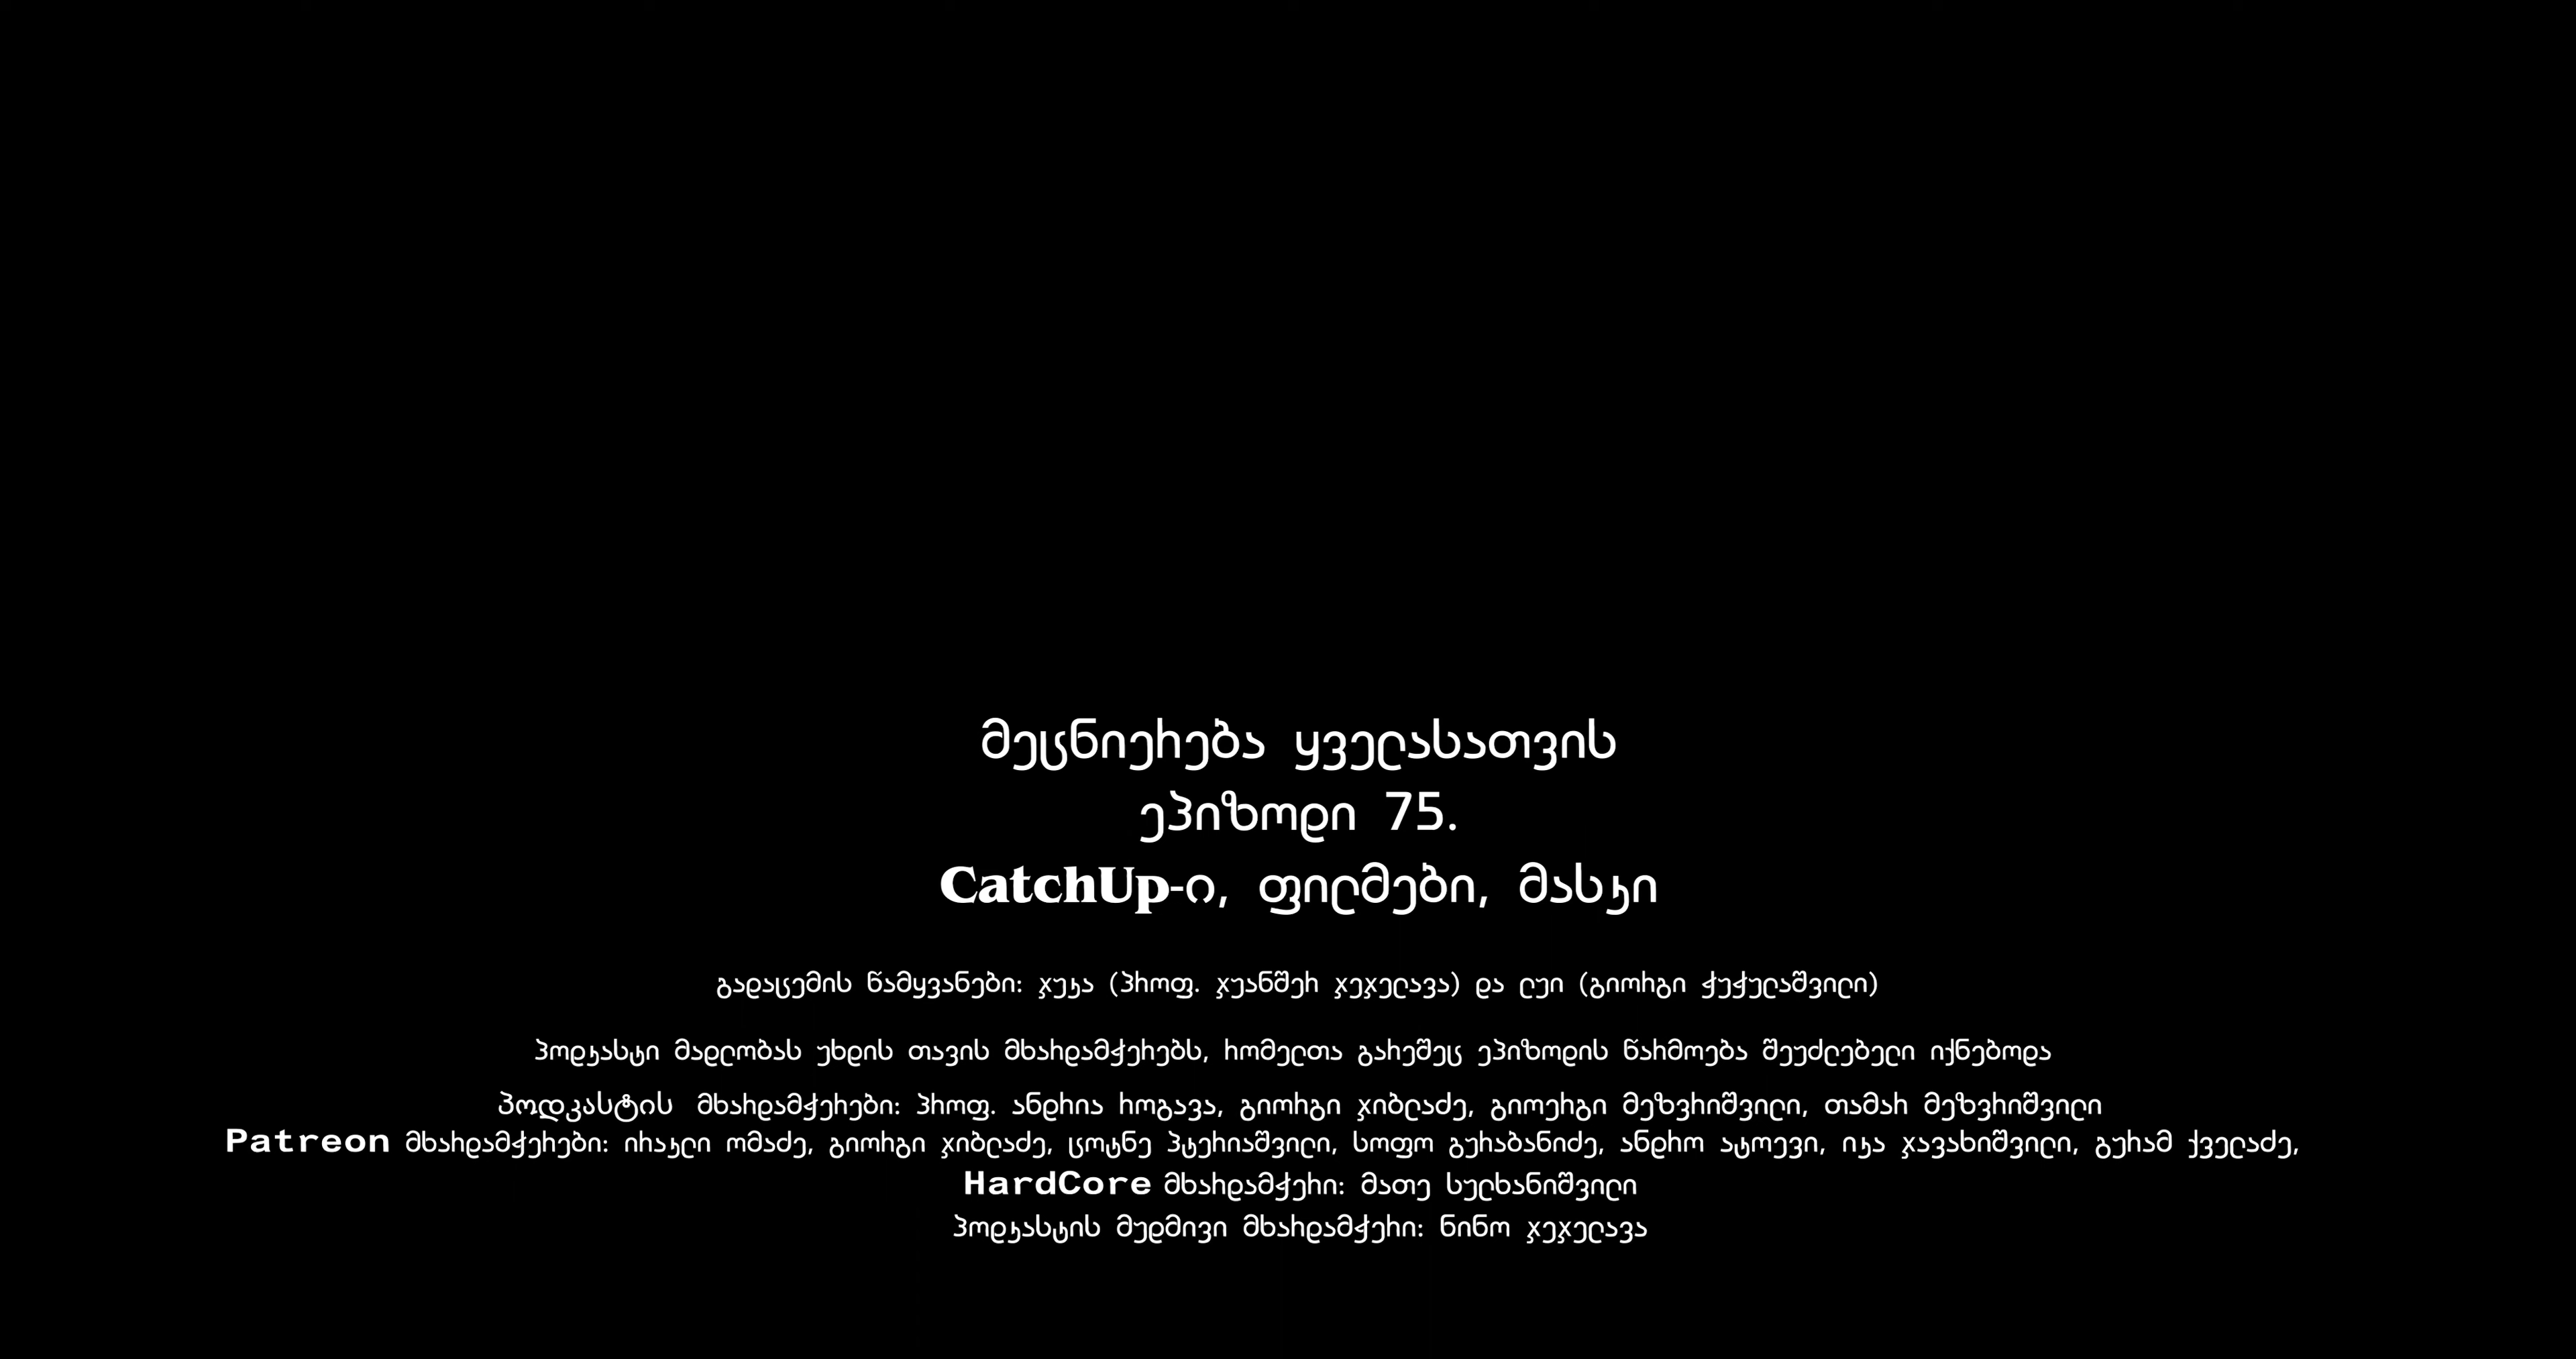 მეცნიერება ყველასათვის
ეპიზოდი 75.
CatchUp-ი, ფილმები, მასკი
გადაცემის წამყვანები: ჯუკა (პროფ. ჯუანშერ ჯეჯელავა) და ლუი (გიორგი ჭეჭელაშვილი)
პოდკასტი მადლობას უხდის თავის მხარდამჭერებს, რომელთა გარეშეც ეპიზოდის წარმოება შეუძლებელი იქნებოდა
პოდკასტის მხარდამჭერები: პროფ. ანდრია როგავა, გიორგი ჯიბლაძე, გიოერგი მეზვრიშვილი, თამარ მეზვრიშვილი
Patreon მხარდამჭერები: ირაკლი ომაძე, გიორგი ჯიბლაძე, ცოტნე პტერიაშვილი, სოფო გურაბანიძე, ანდრო ატოევი, იკა ჯავახიშვილი, გურამ ქველაძე,
HardCore მხარდამჭერი: მათე სულხანიშვილი
პოდკასტის მუდმივი მხარდამჭერი: ნინო ჯეჯელავა